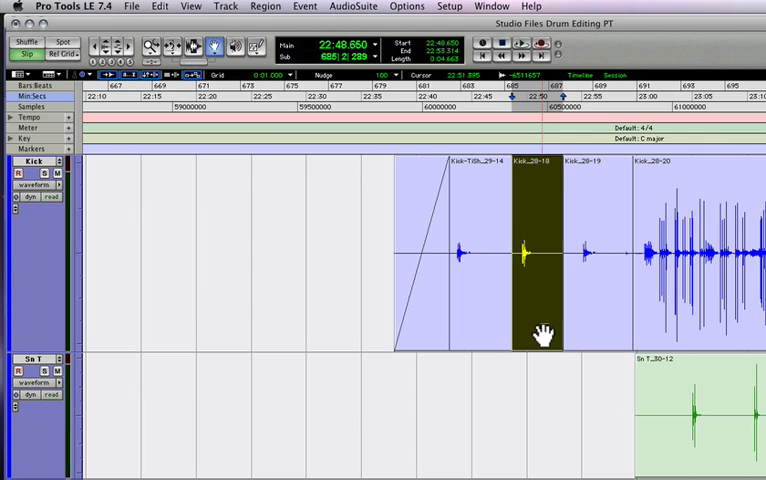 Pro Tools LE 7.4 File Edit View Track Region Event AudioSuite Options Setup Window Help
Studio Files Drum Editing PT
Shuffle Spot
Slip Rel Grid
Main 22:48.650
Sub 685| 2| 289
Start 22:48.650
End 22:53.314
Length 0:04.663
Grid 0:01.000 Nudge 100 Cursor 22:51.395 -6511657 Timeline Session
Bars:Beats 667 669 671 673 675 677 679 681 683 685 687 689 691 693 695
Min:Secs 22:10 22:15 22:20 22:25 22:30 22:35 22:40 22:45 22:50 22:55 23:00 23:05 23:10
Samples 59000000 59500000 60000000 60500000 61000000
Tempo
Meter Default: 4/4
Key Default: C major
Markers
Kick
R S M
waveform
dyn read
Kick-TiSh_29-14 Kick_28-18 Kick_28-19 Kick_28-20
Sn T
R S M
waveform
dyn read
Sn T_30-12